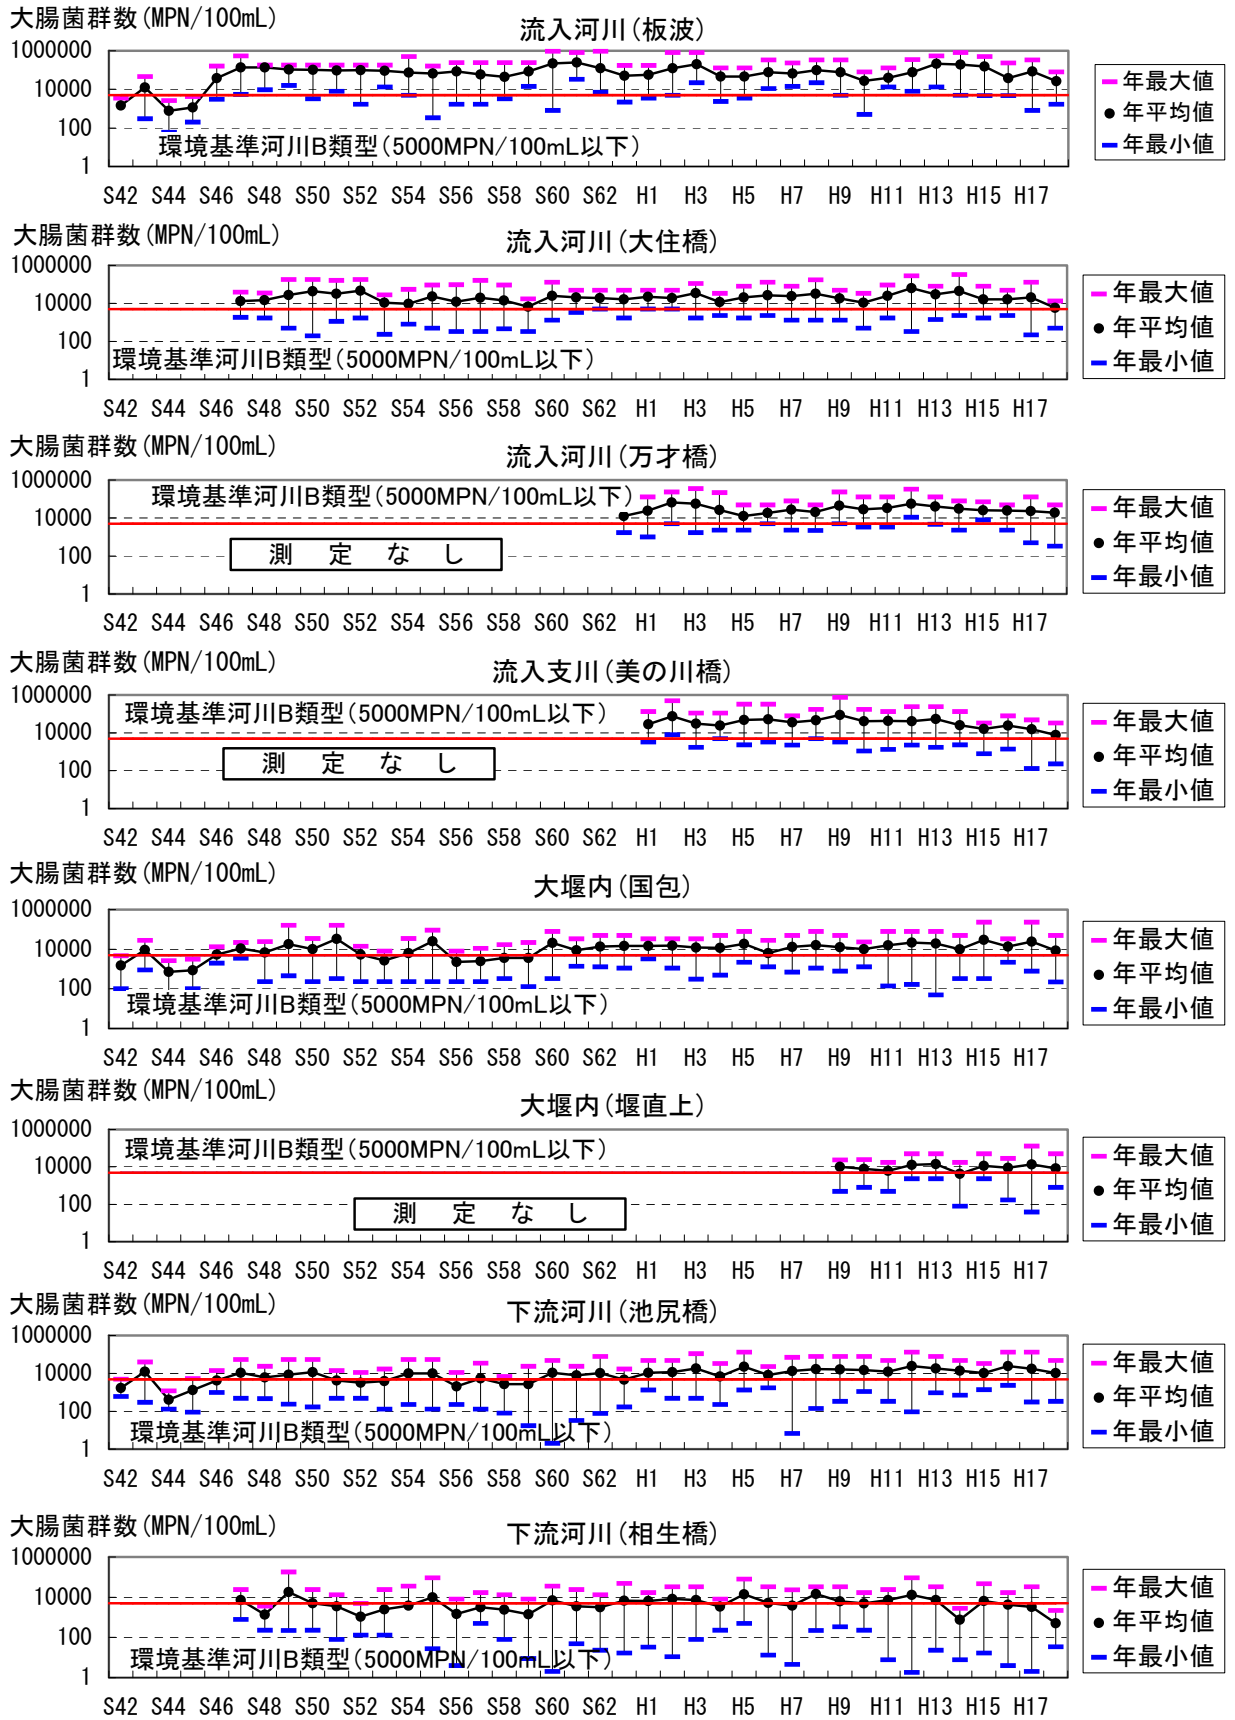 大腸菌群数(MPN/100mL)
流入河川(板波)
1000000
10000
100
1
環境基準河川B類型(5000MPN/100mL以下)
年最大値
年平均値
年最小値
S42 S44 S46 S48 S50 S52 S54 S56 S58 S60 S62 H1 H3 H5 H7 H9 H11 H13 H15 H17
大腸菌群数(MPN/100mL)
流入河川(大住橋)
1000000
10000
100
1
環境基準河川B類型(5000MPN/100mL以下)
年最大値
年平均値
年最小値
S42 S44 S46 S48 S50 S52 S54 S56 S58 S60 S62 H1 H3 H5 H7 H9 H11 H13 H15 H17
大腸菌群数(MPN/100mL)
流入河川(万才橋)
1000000
10000
100
1
環境基準河川B類型(5000MPN/100mL以下)
測 定 な し
年最大値
年平均値
年最小値
S42 S44 S46 S48 S50 S52 S54 S56 S58 S60 S62 H1 H3 H5 H7 H9 H11 H13 H15 H17
大腸菌群数(MPN/100mL)
流入支川(美の川橋)
1000000
10000
100
1
環境基準河川B類型(5000MPN/100mL以下)
測 定 な し
年最大値
年平均値
年最小値
S42 S44 S46 S48 S50 S52 S54 S56 S58 S60 S62 H1 H3 H5 H7 H9 H11 H13 H15 H17
大腸菌群数(MPN/100mL)
大堰内(国包)
1000000
10000
100
1
環境基準河川B類型(5000MPN/100mL以下)
年最大値
年平均値
年最小値
S42 S44 S46 S48 S50 S52 S54 S56 S58 S60 S62 H1 H3 H5 H7 H9 H11 H13 H15 H17
大腸菌群数(MPN/100mL)
大堰内(堰直上)
1000000
10000
100
1
環境基準河川B類型(5000MPN/100mL以下)
測 定 な し
年最大値
年平均値
年最小値
S42 S44 S46 S48 S50 S52 S54 S56 S58 S60 S62 H1 H3 H5 H7 H9 H11 H13 H15 H17
大腸菌群数(MPN/100mL)
下流河川(池尻橋)
1000000
10000
100
1
環境基準河川B類型(5000MPN/100mL以下)
年最大値
年平均値
年最小値
S42 S44 S46 S48 S50 S52 S54 S56 S58 S60 S62 H1 H3 H5 H7 H9 H11 H13 H15 H17
大腸菌群数(MPN/100mL)
下流河川(相生橋)
1000000
10000
100
1
環境基準河川B類型(5000MPN/100mL以下)
年最大値
年平均値
年最小値
S42 S44 S46 S48 S50 S52 S54 S56 S58 S60 S62 H1 H3 H5 H7 H9 H11 H13 H15 H17